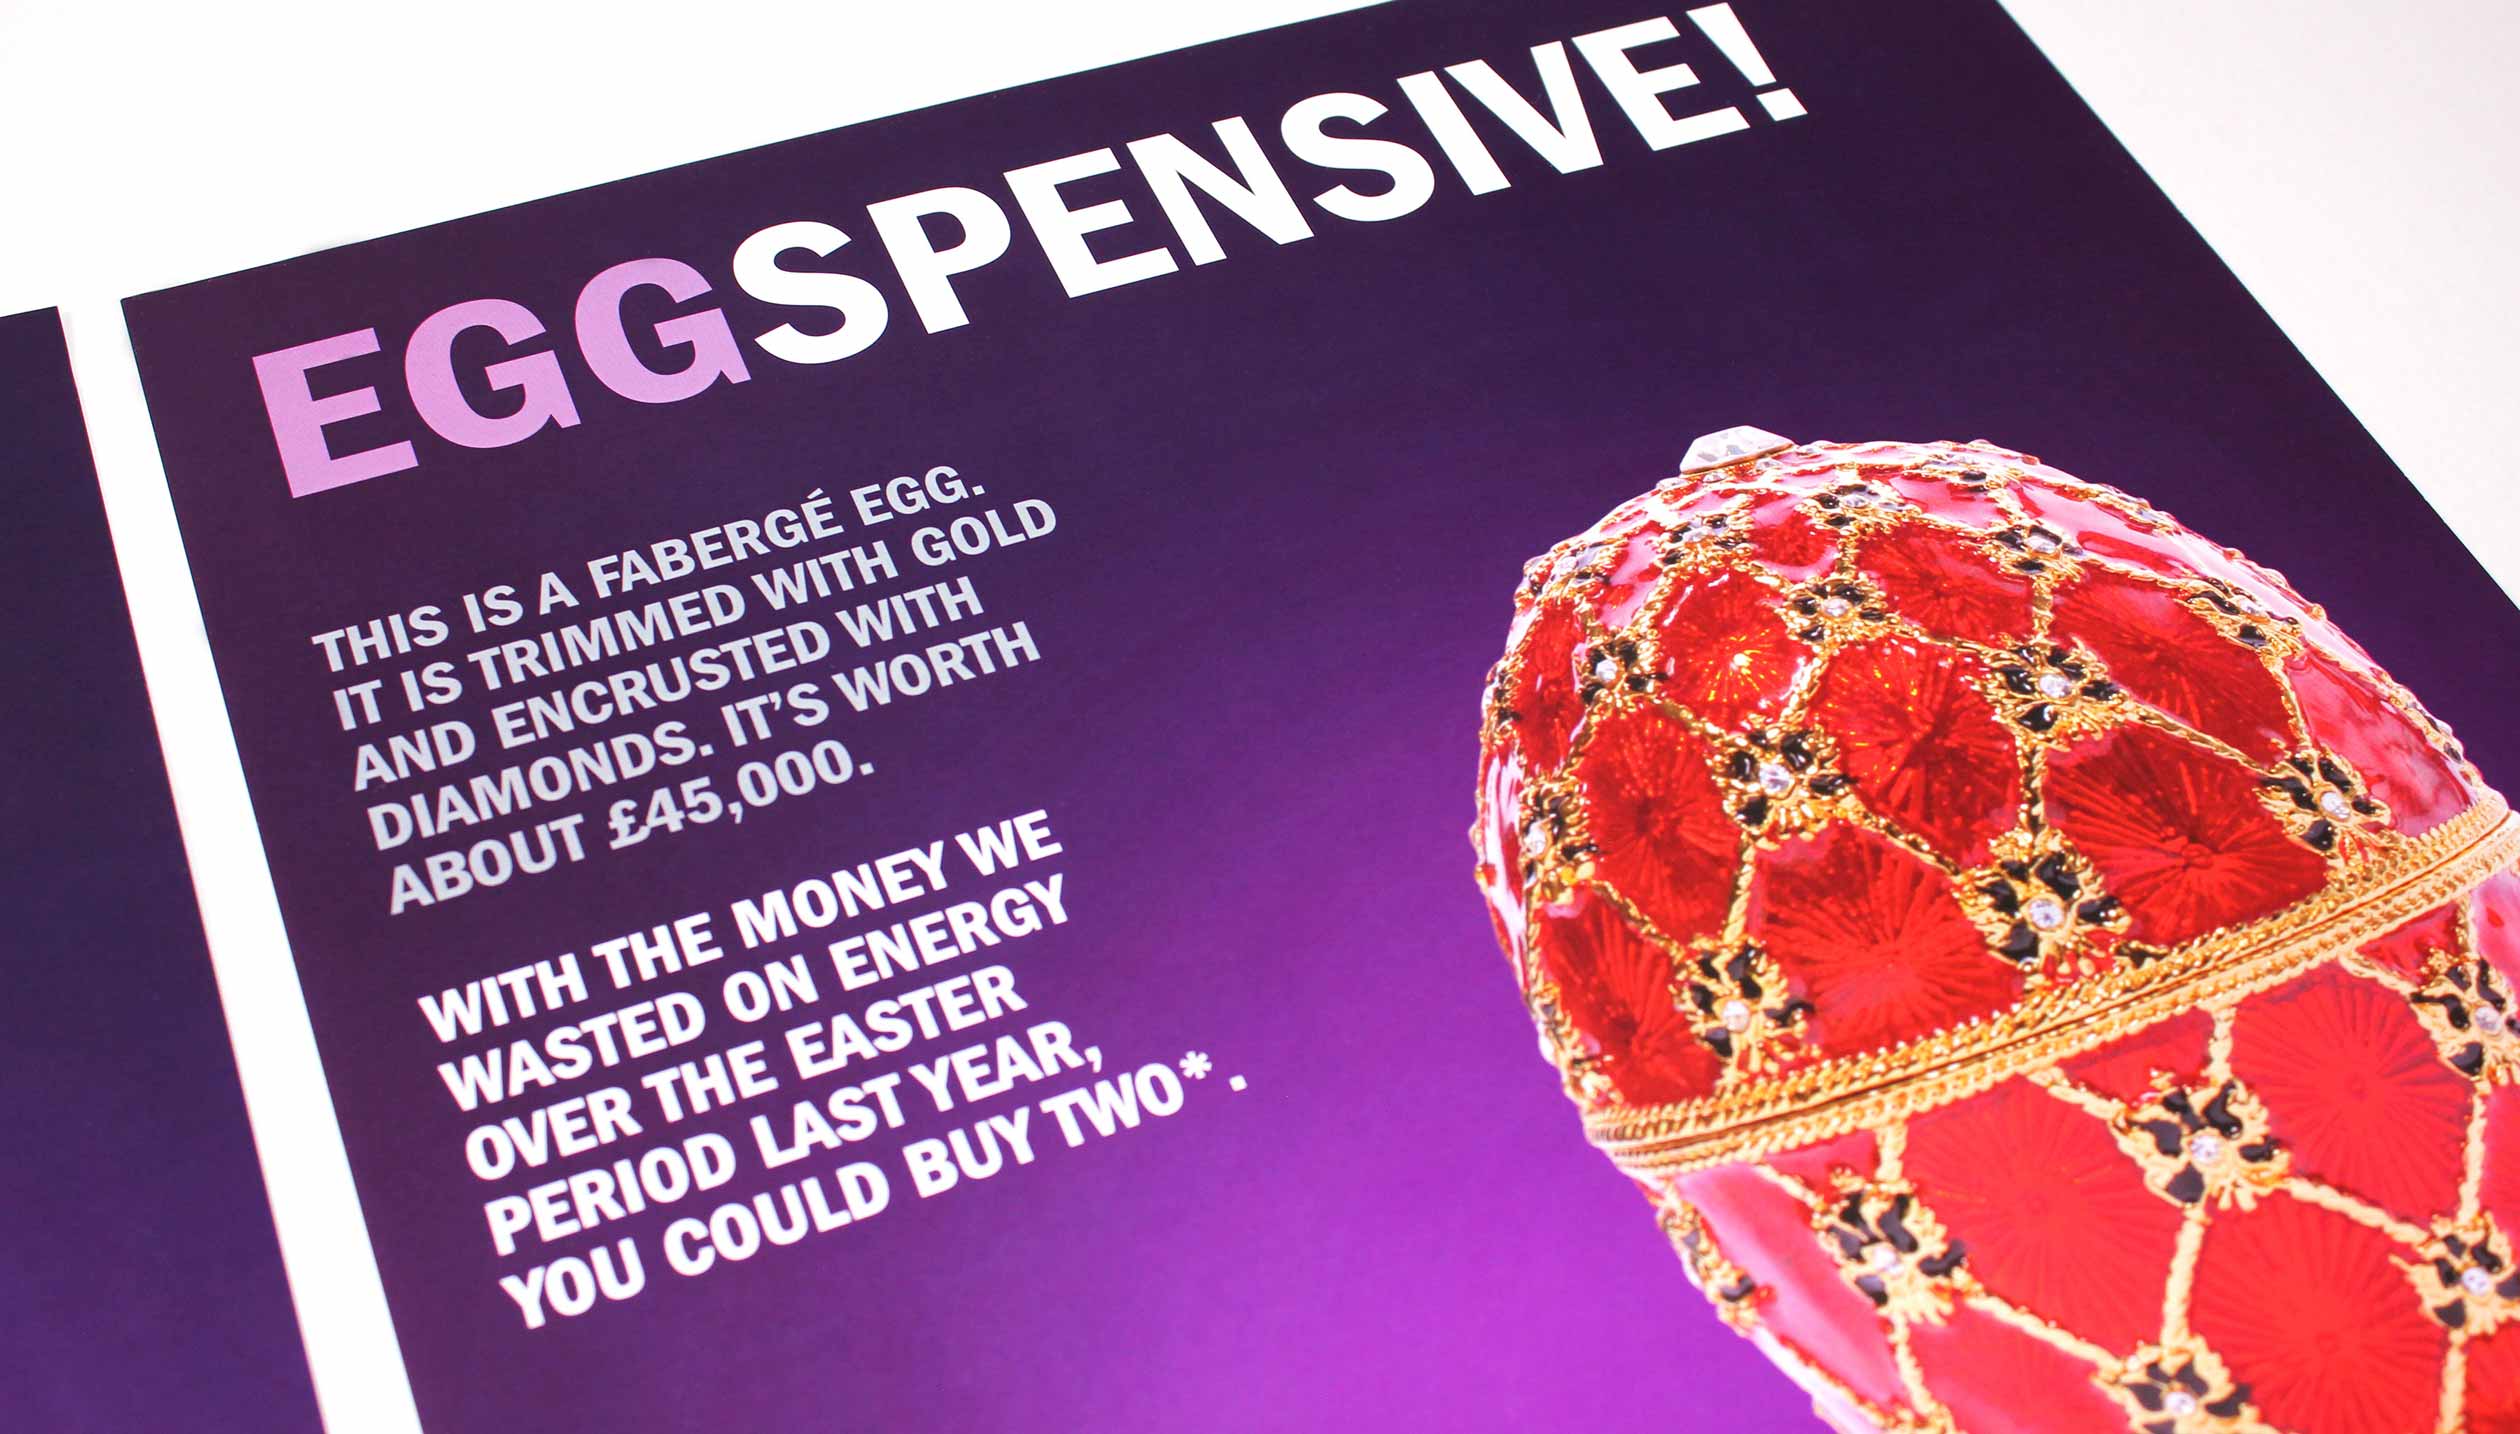 EGGSPENSIVE!
THIS IS A FABERGÉ EGG.
IT IS TRIMMED WITH GOLD
AND ENCRUSTED WITH
DIAMONDS. IT'S WORTH
ABOUT £45,000.
WITH THE MONEY WE
WASTED ON ENERGY
OVER THE EASTER
PERIOD LAST YEAR,
YOU COULD BUY TWO*.